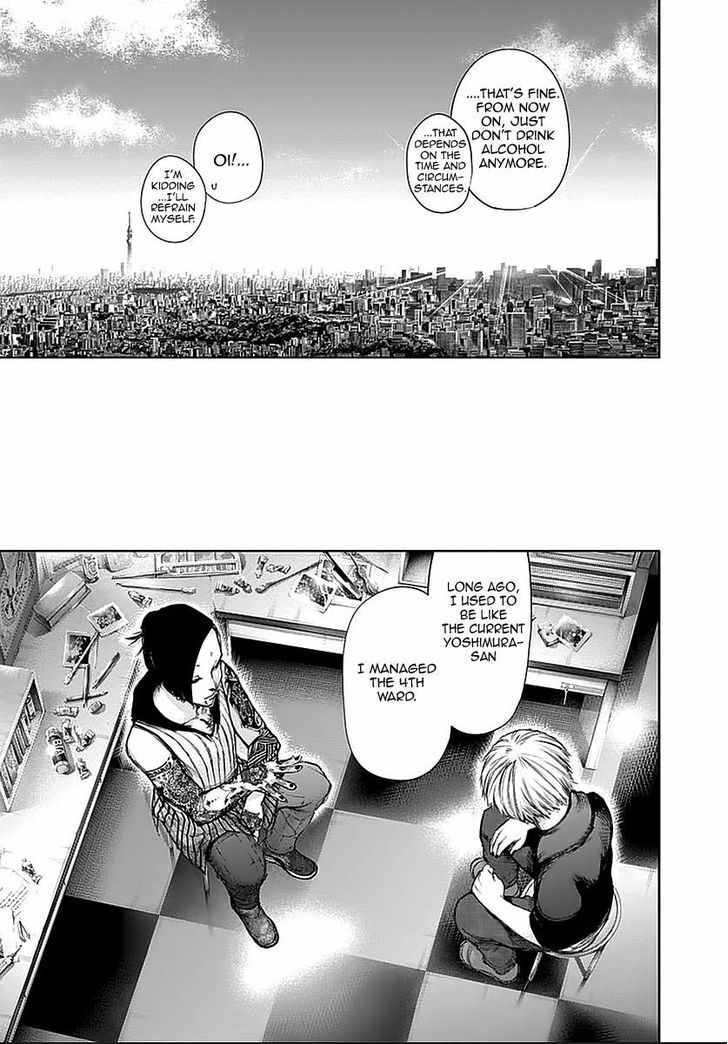 ....THAT'S FINE.
FROM NOW
ON, JUST
DON'T DRINK
ALCOHOL
ANYMORE.
...THAT
DEPENDS
ON THE
TIME AND
CIRCUM-
STANCES.
OI!...
I'M
KIDDING
...I'LL
REFRAIN
MYSELF.
LONG AGO,
I USED TO
BE LIKE
THE CURRENT
YOSHIMURA-
SAN
I MANAGED
THE 4TH
WARD.